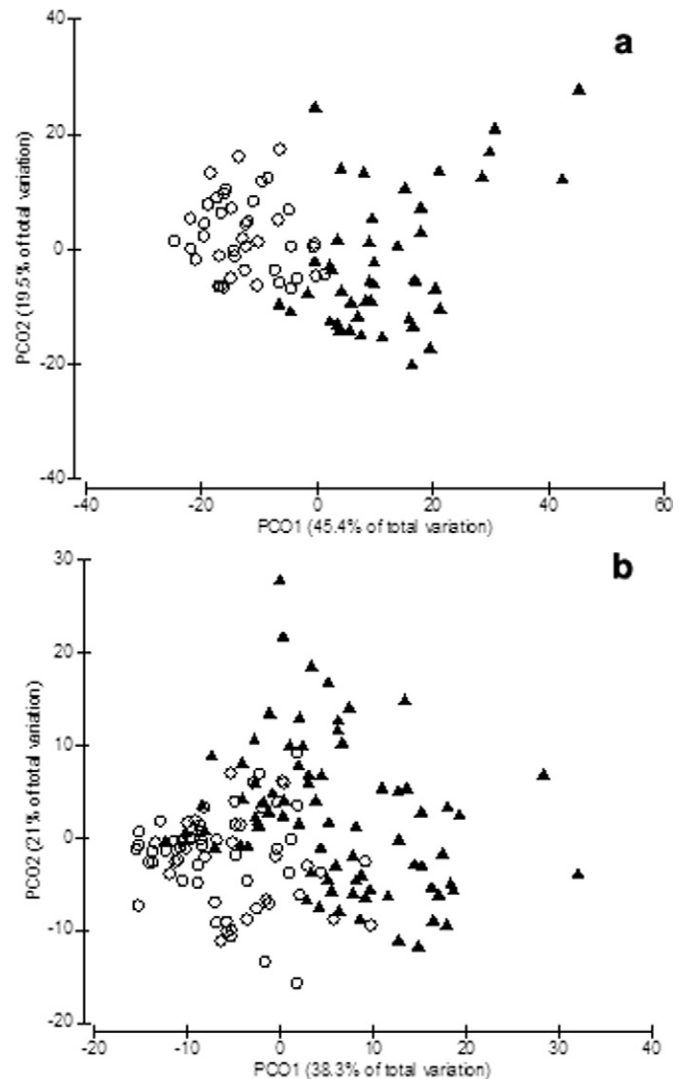 a
40
20
0
-20
-40
PCO2 (19.5% of total variation)
-40 -20 0 20 40 60
PCO1 (45.4% of total variation)
b
30
20
10
0
-10
-20
PCO2 (21% of total variation)
-20 -10 0 10 20 30 40
PCO1 (38.3% of total variation)